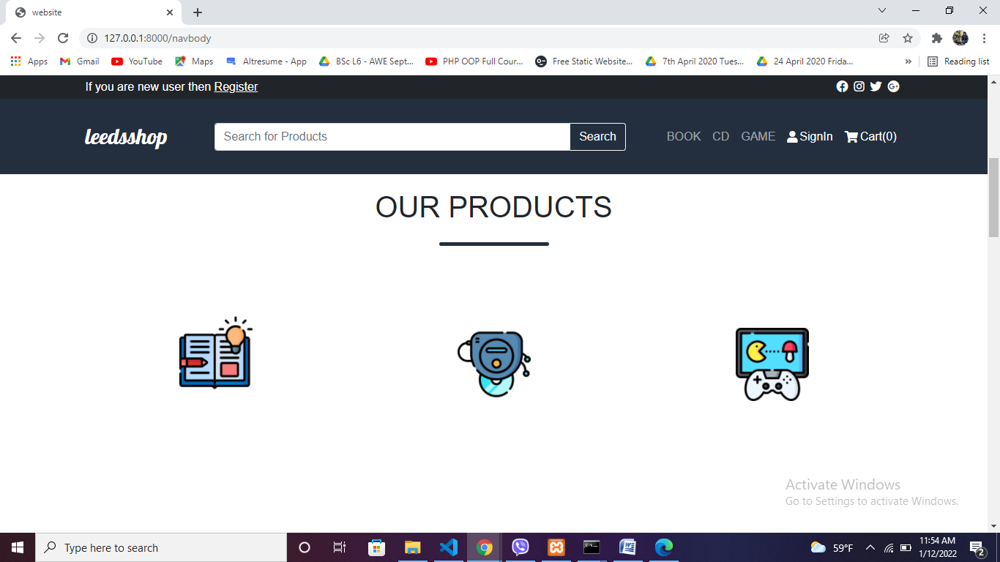 website
127.0.0.1:8000/navbody
Apps Gmail YouTube Maps Altresume - App BSc L6 - AWE Sept... PHP OOP Full Cour... Free Static Website... 7th April 2020 Tues... 24 April 2020 Frida... » Reading list
If you are new user then Register
leedsshop Search for Products Search BOOK CD GAME SignIn Cart(0)
OUR PRODUCTS
Activate Windows
Go to Settings to activate Windows.
Type here to search 59°F 11:54 AM
1/12/2022 2